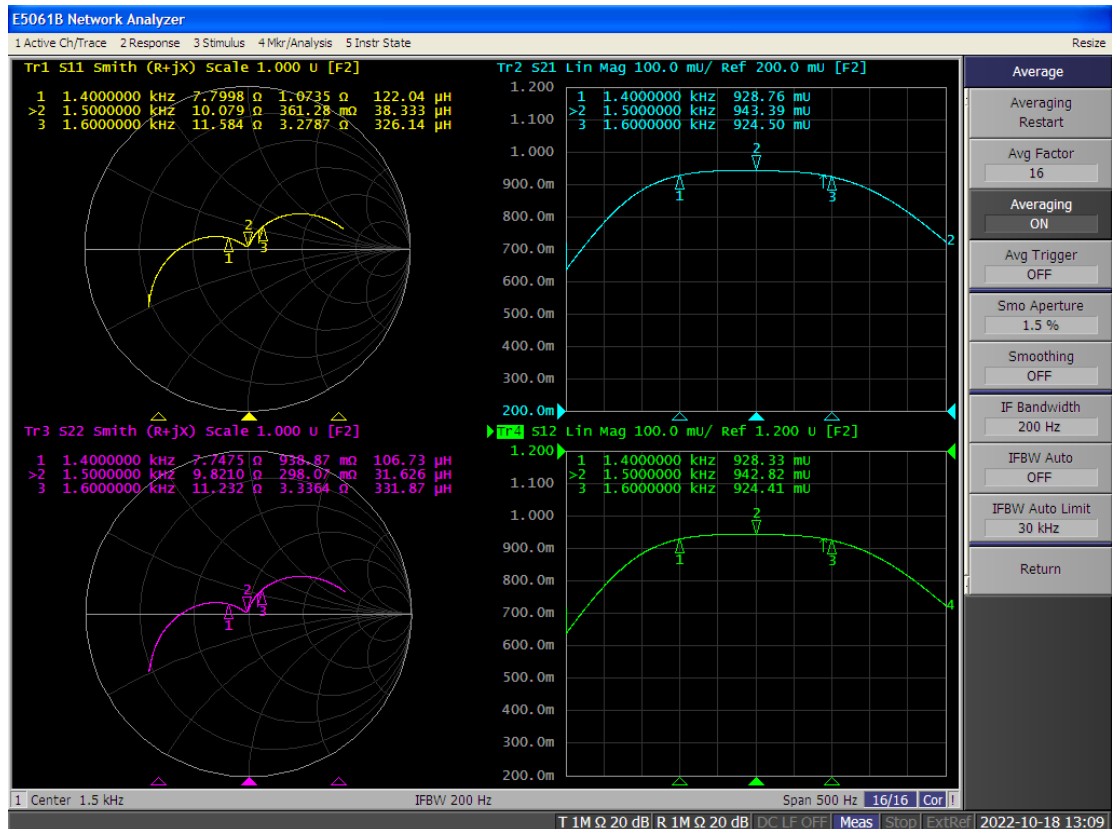 E5061B Network Analyzer
1 Active Ch/Trace 2 Response 3 Stimulus 4 Mkr/Analysis 5 Instr State Resize
Tr1 S11 Smith (R+jX) Scale 1.000 U [F2]
1 1.4000000 kHz 7.7998 Ω 1.0735 Ω 122.04 µH
>2 1.5000000 kHz 10.079 Ω 361.28 mΩ 38.333 µH
3 1.6000000 kHz 11.584 Ω 3.2787 Ω 326.14 µH
2
1
3
Tr2 S21 Lin Mag 100.0 mU/ Ref 200.0 mU [F2]
1 1.4000000 kHz 928.76 mU
>2 1.5000000 kHz 943.39 mU
3 1.6000000 kHz 924.50 mU
1.200
1.100
1.000
900.0m
800.0m
700.0m
600.0m
500.0m
400.0m
300.0m
200.0m
2
1
3
2
Tr3 S22 Smith (R+jX) Scale 1.000 U [F2]
1 1.4000000 kHz 7.7475 Ω 938.87 mΩ 106.73 µH
>2 1.5000000 kHz 9.8210 Ω 298.07 mΩ 31.626 µH
3 1.6000000 kHz 11.232 Ω 3.3364 Ω 331.87 µH
2
1
3
Tr4 S12 Lin Mag 100.0 mU/ Ref 1.200 U [F2]
1 1.4000000 kHz 928.33 mU
>2 1.5000000 kHz 942.82 mU
3 1.6000000 kHz 924.41 mU
1.200
1.100
1.000
900.0m
800.0m
700.0m
600.0m
500.0m
400.0m
300.0m
200.0m
2
1
3
4
Average
Averaging
Restart
Avg Factor
16
Averaging
ON
Avg Trigger
OFF
Smo Aperture
1.5 %
Smoothing
OFF
IF Bandwidth
200 Hz
IFBW Auto
OFF
IFBW Auto Limit
30 kHz
Return
1 Center 1.5 kHz IFBW 200 Hz Span 500 Hz 16/16 Cor !
T 1M Ω 20 dB R 1M Ω 20 dB DC LF OFF Meas Stop ExtRef 2022-10-18 13:09